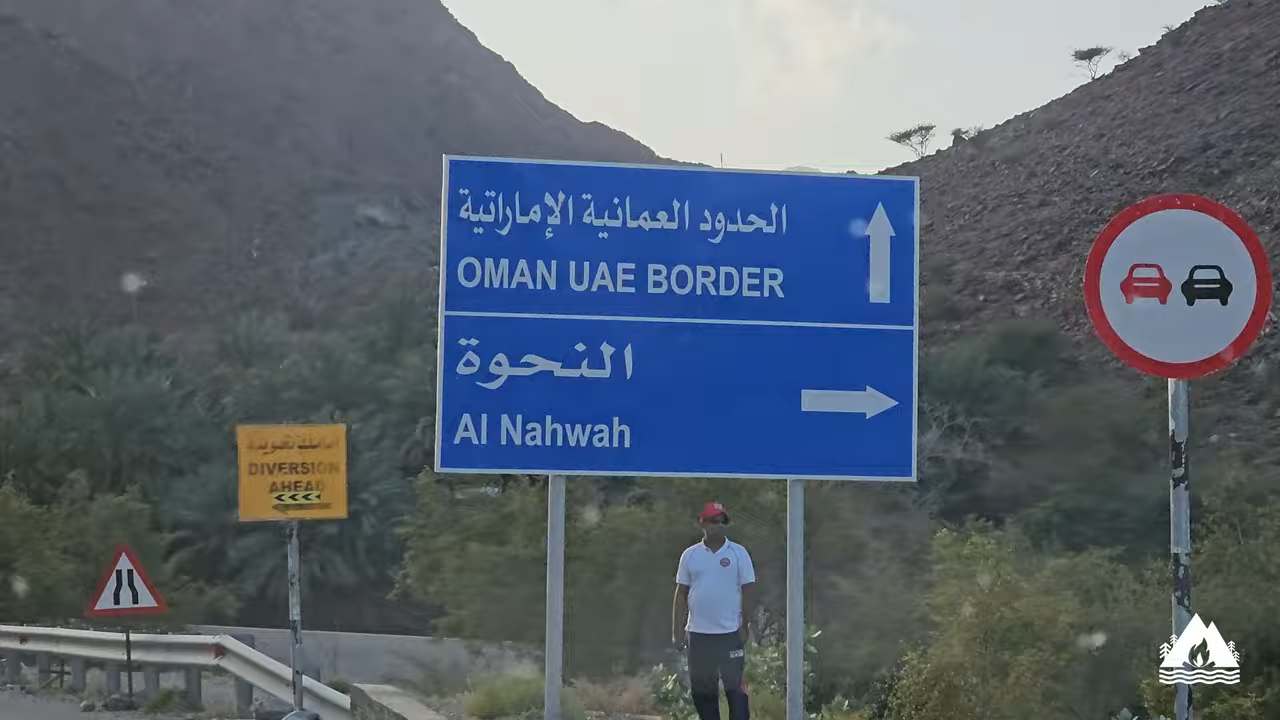 الحدود العمانية الإماراتية
OMAN UAE BORDER
النحوة
Al Nahwah
DIVERSION
AHEAD